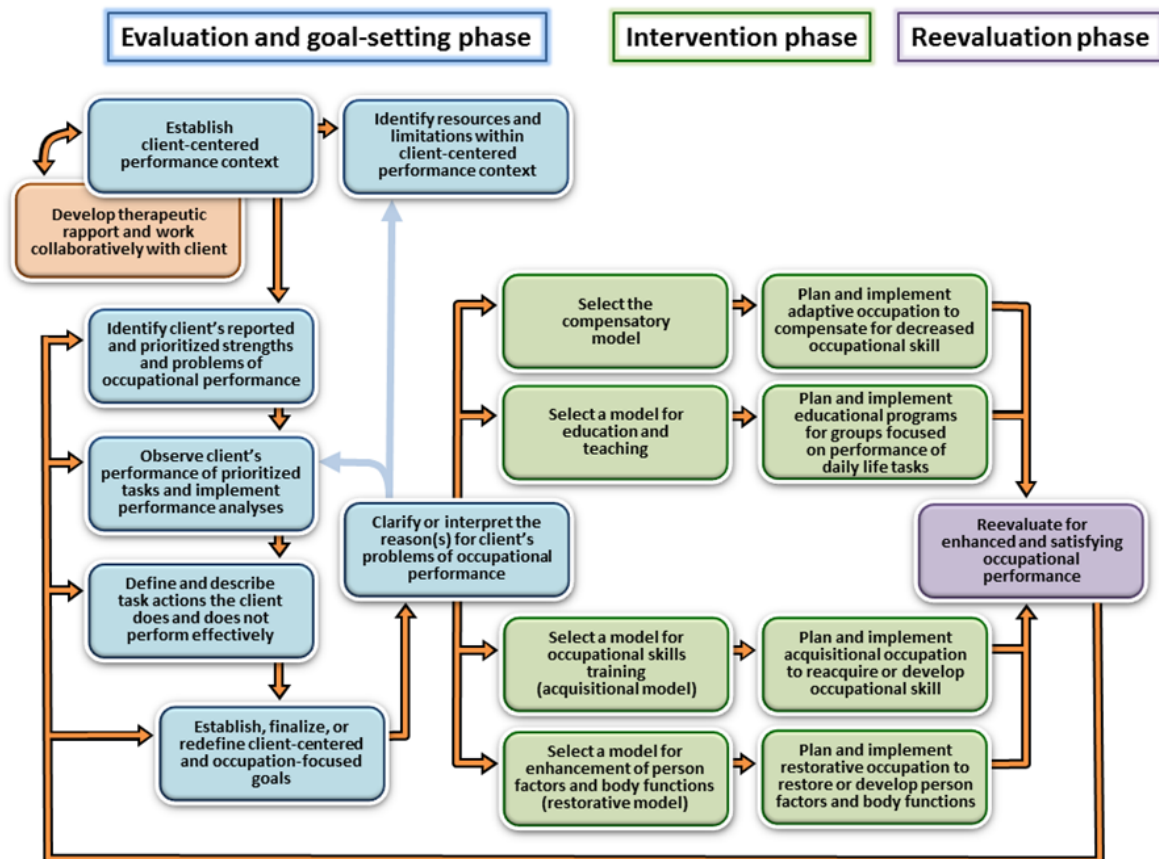 Evaluation and goal-setting phase
Intervention phase
Reevaluation phase
Establish
client-centered
performance context
Identify resources and
limitations within
client-centered
performance context
Develop therapeutic
rapport and work
collaboratively with client
Identify client's reported
and prioritized strengths
and problems of
occupational performance
Observe client's
performance of prioritized
tasks and implement
performance analyses
Define and describe
task actions the client
does and does not
perform effectively
Establish, finalize, or
redefine client-centered
and occupation-focused
goals
Clarify or interpret the
reason(s) for client's
problems of occupational
performance
Select the
compensatory
model
Plan and implement
adaptive occupation to
compensate for decreased
occupational skill
Select a model for
education and
teaching
Plan and implement
educational programs
for groups focused
on performance of
daily life tasks
Select a model for
occupational skills
training
(acquisitional model)
Plan and implement
acquisitional occupation
to reacquire or develop
occupational skill
Select a model for
enhancement of person
factors and body functions
(restorative model)
Plan and implement
restorative occupation to
restore or develop person
factors and body functions
Reevaluate for
enhanced and satisfying
occupational
performance